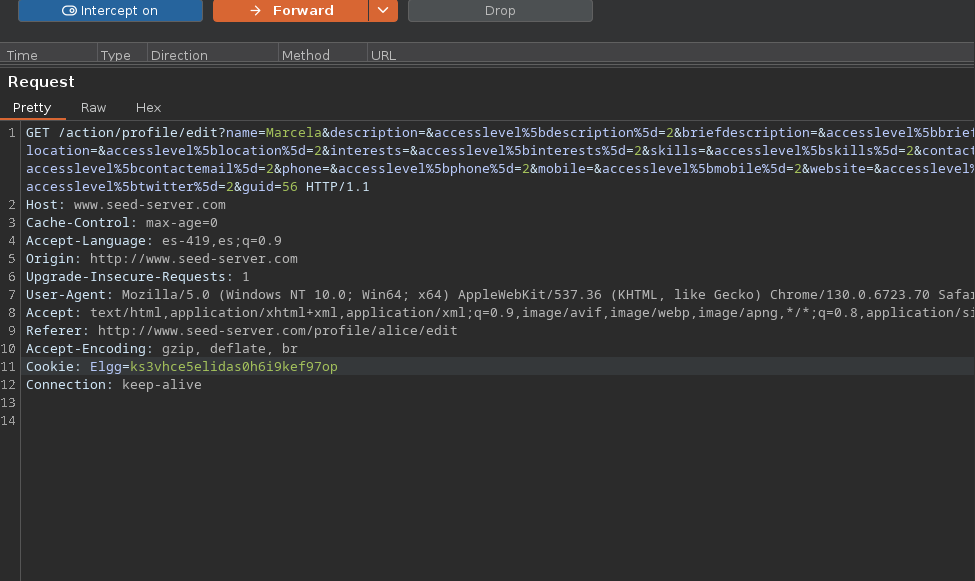 Intercept on
Forward
Drop
Time Type Direction Method URL
Request
Pretty Raw Hex
1 GET /action/profile/edit?name=Marcela&description=&accesslevel%5bdescription%5d=2&briefdescription=&accesslevel%5bbrief
location=&accesslevel%5blocation%5d=2&interests=&accesslevel%5binterests%5d=2&skills=&accesslevel%5bskills%5d=2&contact
accesslevel%5bcontactemail%5d=2&phone=&accesslevel%5bphone%5d=2&mobile=&accesslevel%5bmobile%5d=2&website=&accesslevel%
accesslevel%5btwitter%5d=2&guid=56 HTTP/1.1
2 Host: www.seed-server.com
3 Cache-Control: max-age=0
4 Accept-Language: es-419,es;q=0.9
5 Origin: http://www.seed-server.com
6 Upgrade-Insecure-Requests: 1
7 User-Agent: Mozilla/5.0 (Windows NT 10.0; Win64; x64) AppleWebKit/537.36 (KHTML, like Gecko) Chrome/130.0.6723.70 Safar
8 Accept: text/html,application/xhtml+xml,application/xml;q=0.9,image/avif,image/webp,image/apng,*/*;q=0.8,application/si
9 Referer: http://www.seed-server.com/profile/alice/edit
10 Accept-Encoding: gzip, deflate, br
11 Cookie: Elgg=ks3vhce5elidas0h6i9kef97op
12 Connection: keep-alive
13
14